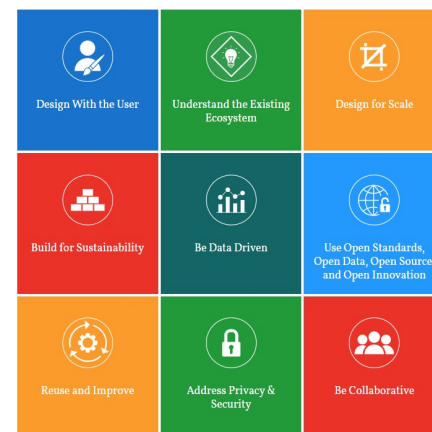 Design With the User
Understand the Existing
Ecosystem
Design for Scale
Build for Sustainability
Be Data Driven
Use Open Standards,
Open Data, Open Source
and Open Innovation
Reuse and Improve
Address Privacy &
Security
Be Collaborative